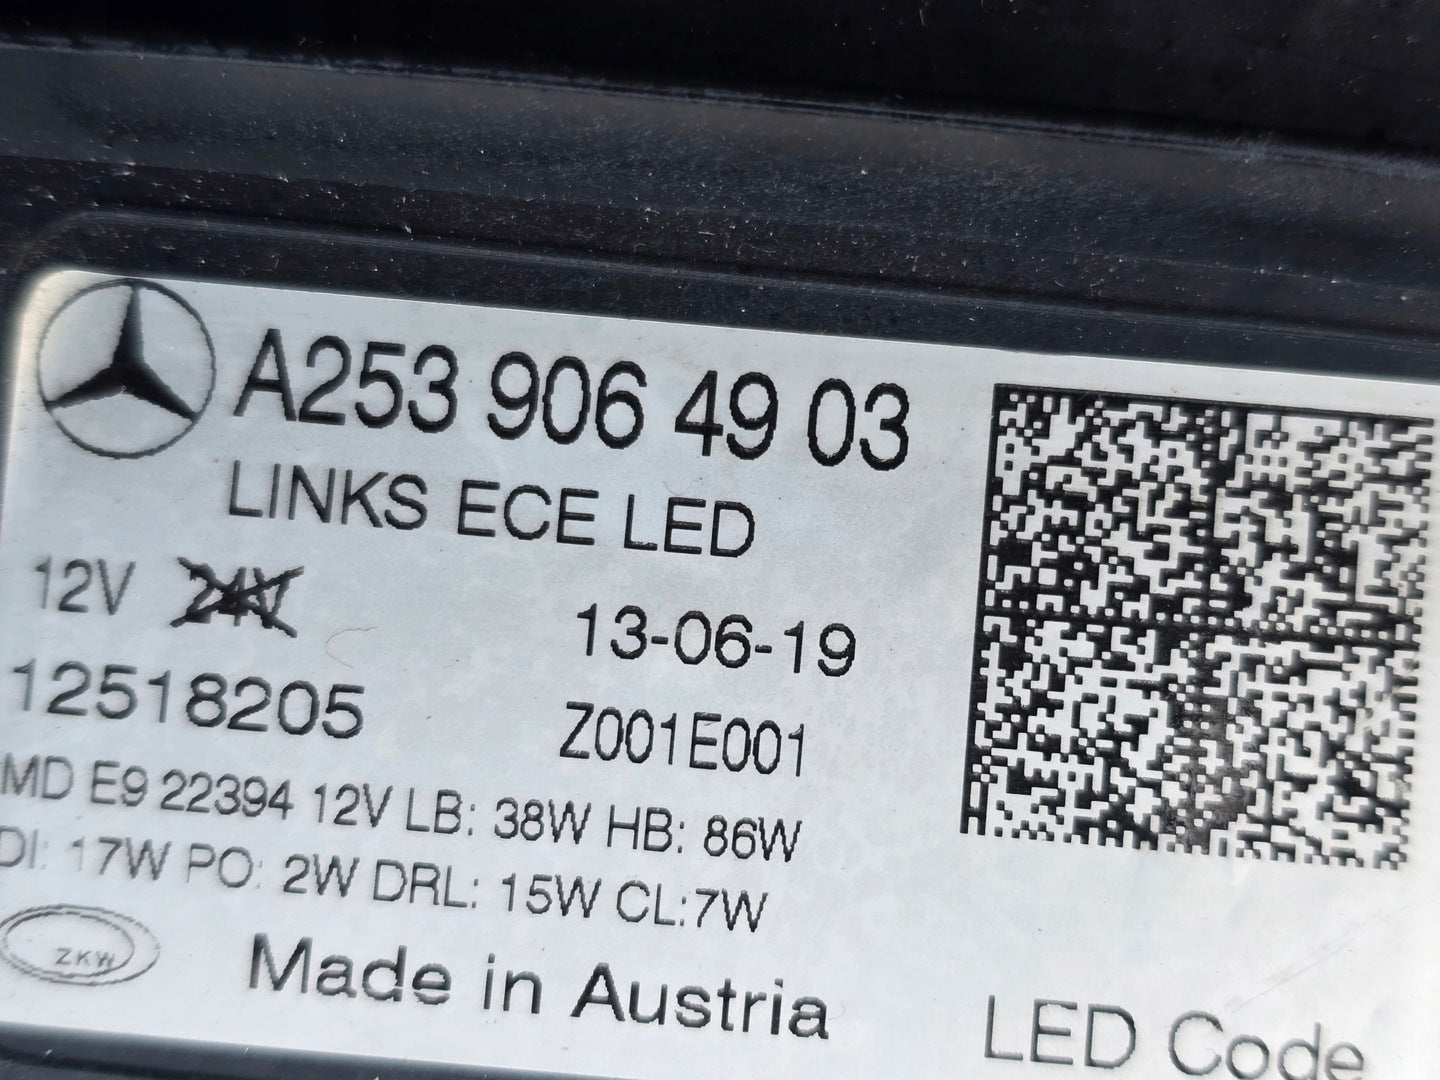 A253 906 49 03
LINKS ECE LED
12V 24V 13-06-19
12518205 Z001E001
MD E9 22394 12V LB: 38W HB: 86W
DI: 17W PO: 2W DRL: 15W CL:7W
ZKW
Made in Austria
LED Code